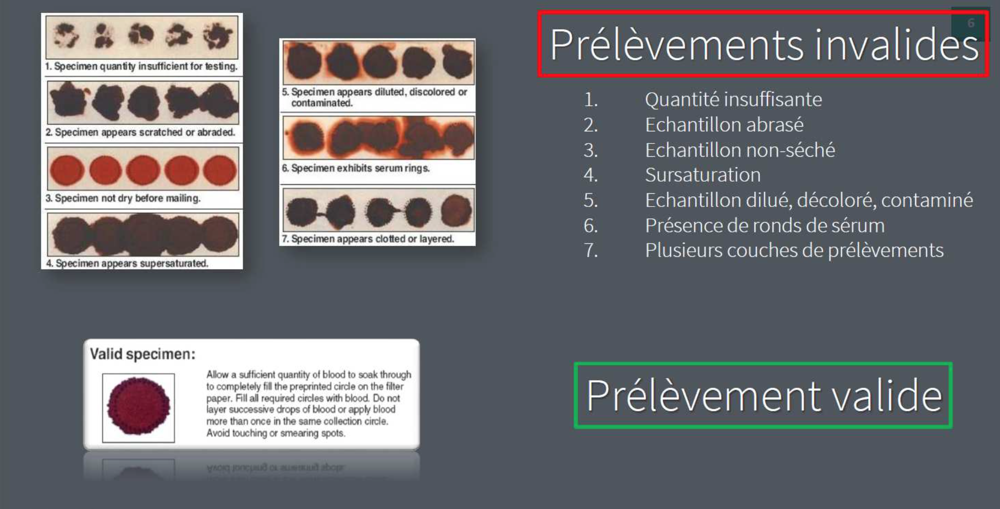 1. Specimen quantity insufficient for testing.
2. Specimen appears scratched or abraded.
3. Specimen not dry before mailing.
4. Specimen appears supersaturated.
5. Specimen appears diluted, discolored or
contaminated.
6. Specimen exhibits serum rings.
7. Specimen appears clotted or layered.
6
Prélèvements invalides
1. Quantité insuffisante
2. Echantillon abrasé
3. Echantillon non-séché
4. Sursaturation
5. Echantillon dilué, décoloré, contaminé
6. Présence de ronds de sérum
7. Plusieurs couches de prélèvements
Valid specimen:
Allow a sufficient quantity of blood to soak through
to completely fill the preprinted circle on the filter
paper. Fill all required circles with blood. Do not
layer successive drops of blood or apply blood
more than once in the same collection circle.
Avoid touching or smearing spots.
Prélèvement valide